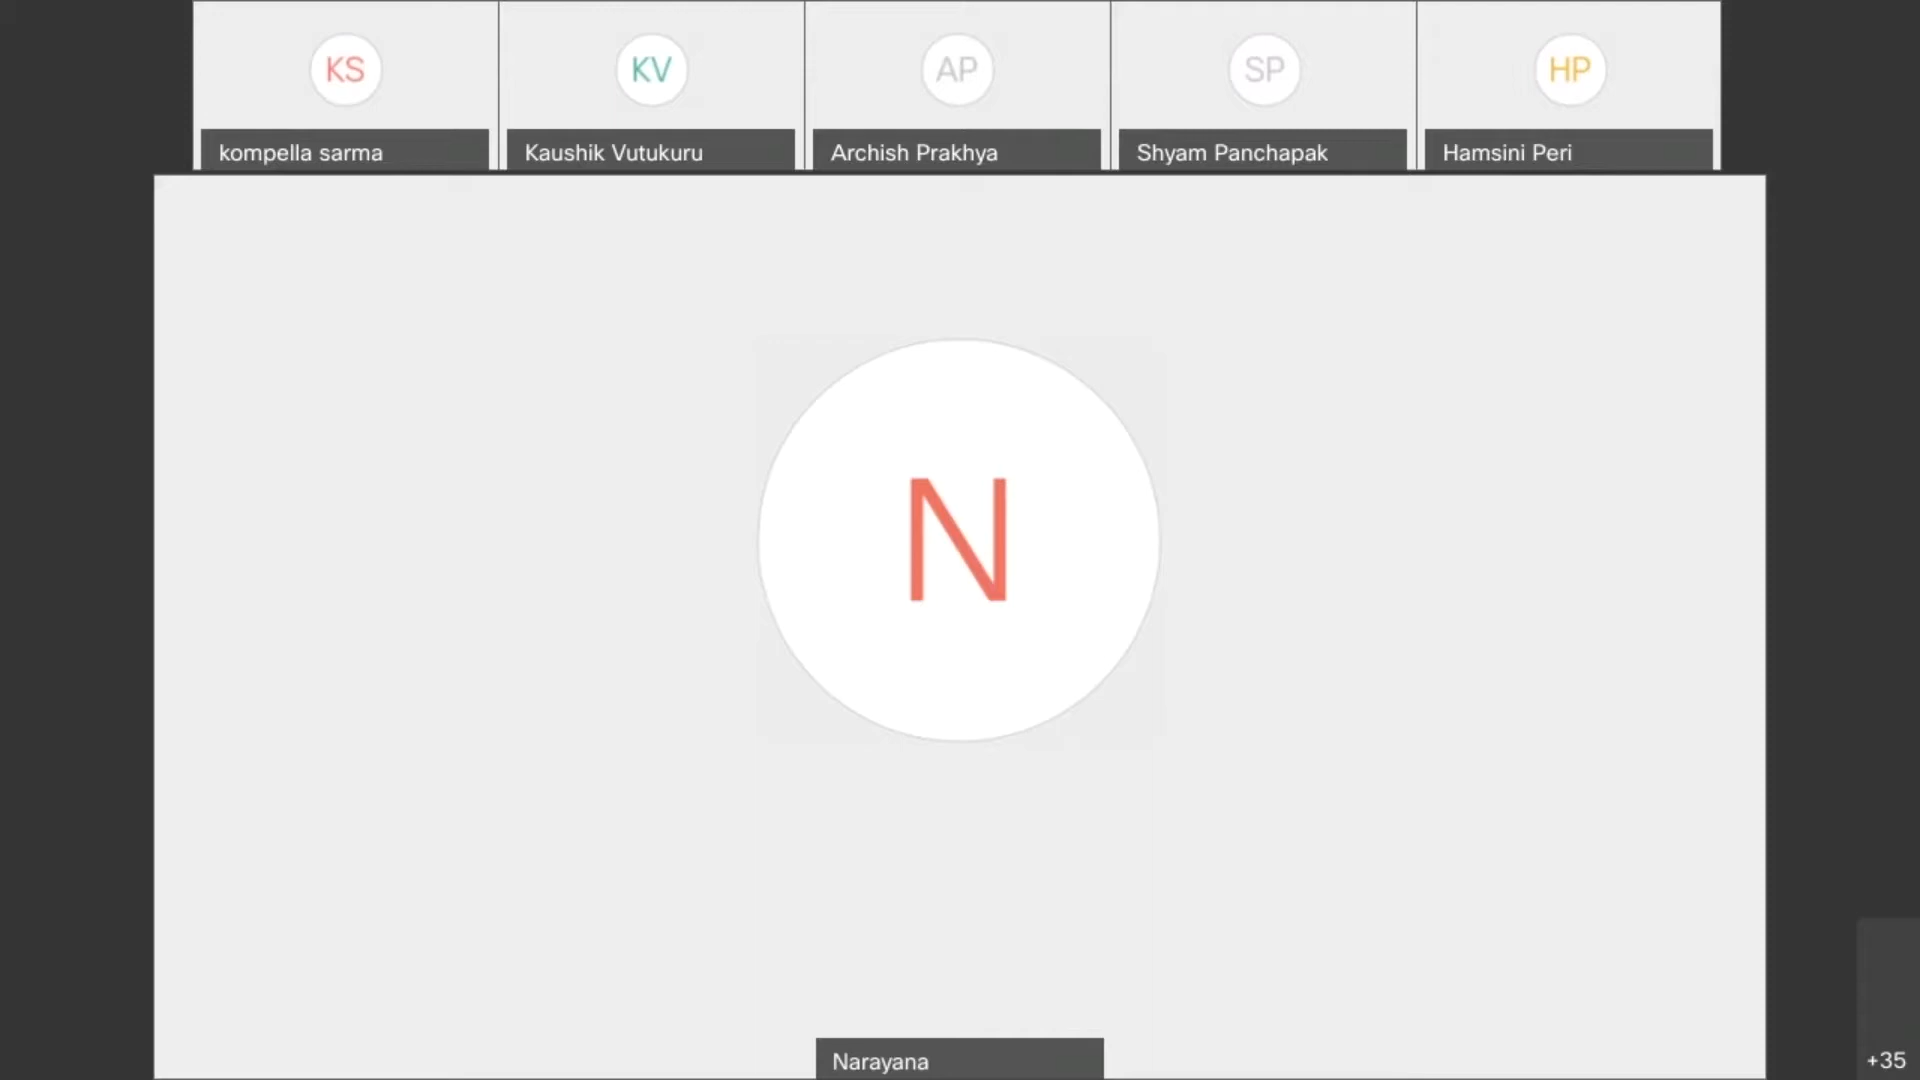 KS
KV
AP
SP
HP
kompella sarma
Kaushik Vutukuru
Archish Prakhya
Shyam Panchapak
Hamsini Peri
N
Narayana
+35